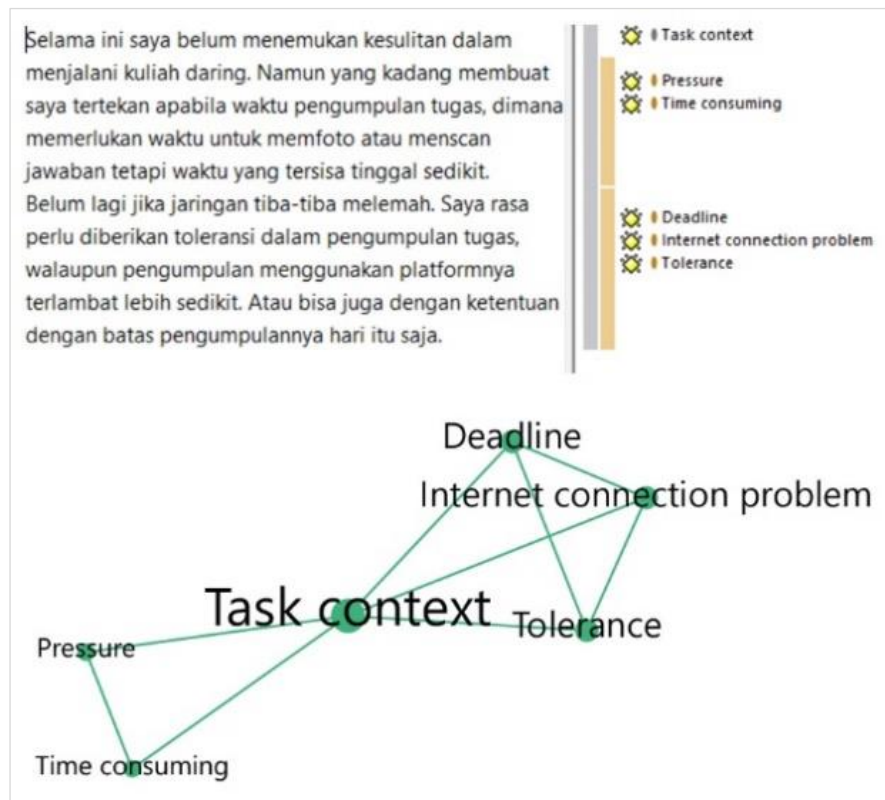 Selama ini saya belum menemukan kesulitan dalam
menjalani kuliah daring. Namun yang kadang membuat
saya tertekan apabila waktu pengumpulan tugas, dimana
memerlukan waktu untuk memfoto atau menscan
jawaban tetapi waktu yang tersisa tinggal sedikit.
Belum lagi jika jaringan tiba-tiba melemah. Saya rasa
perlu diberikan toleransi dalam pengumpulan tugas,
walaupun pengumpulan menggunakan platformnya
terlambat lebih sedikit. Atau bisa juga dengan ketentuan
dengan batas pengumpulannya hari itu saja.
Task context
Pressure
Time consuming
Deadline
Internet connection problem
Tolerance
Deadline
Internet connection problem
Task context
Tolerance
Pressure
Time consuming